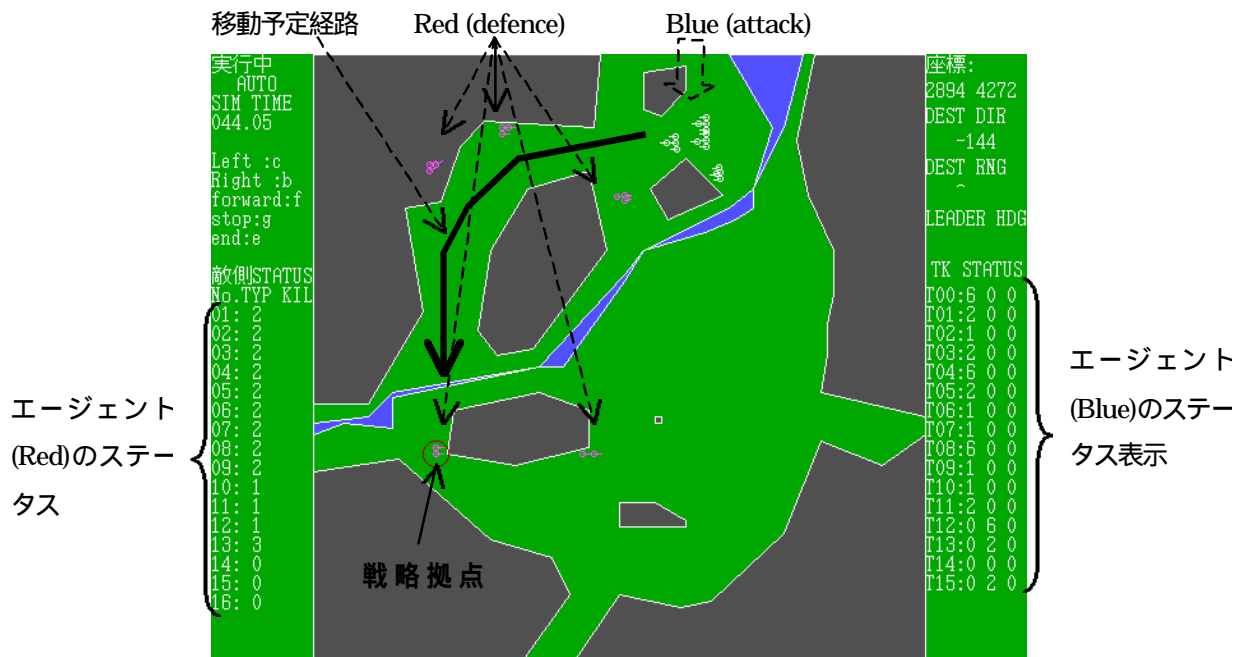 移動予定経路
Red (defence)
Blue (attack)
実行中
AUTO
SIM TIME
044.05
Left :c
Right :b
forward:f
stop:g
end:e
敵側STATUS
No.TYP KIL
01: 2
02: 2
03: 2
04: 2
05: 2
06: 2
07: 2
08: 2
09: 2
10: 1
11: 1
12: 1
13: 3
14: 0
15: 0
16: 0
座標:
2894 4272
DEST DIR
-144
DEST RNG
LEADER HDG
TK STATUS
T00:6 0 0
T01:2 0 0
T02:1 0 0
T03:2 0 0
T04:6 0 0
T05:2 0 0
T06:1 0 0
T07:1 0 0
T08:6 0 0
T09:1 0 0
T10:1 0 0
T11:2 0 0
T12:0 6 0
T13:0 2 0
T14:0 0 0
T15:0 2 0
エージェント
(Red)のステー
タス
戦略拠点
エージェント
(Blue)のステー
タス表示